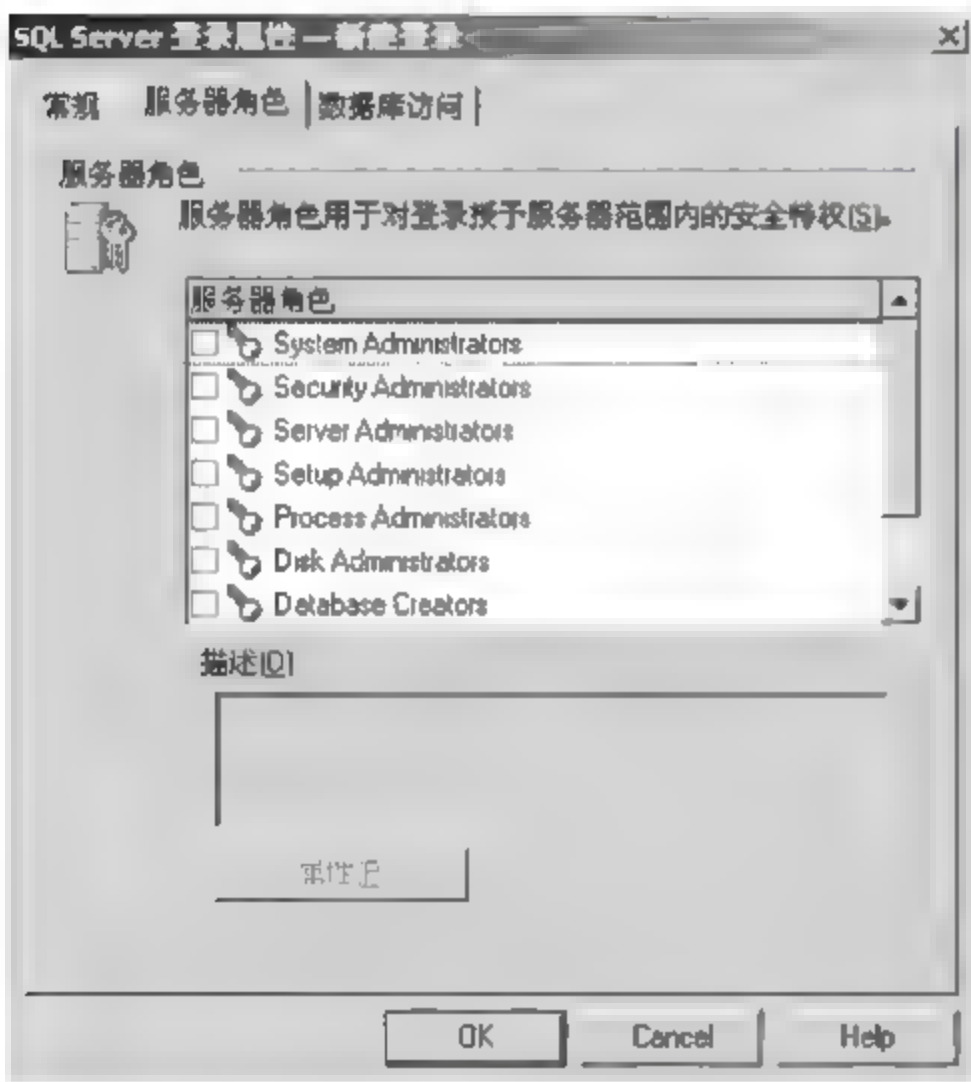 SQL Server 登录属性 — 新建登录
常规 服务器角色 数据库访问
服务器角色
服务器角色用于对登录授予服务器范围内的安全特权(S).
服务器角色
System Administrators
Security Administrators
Server Administrators
Setup Administrators
Process Administrators
Disk Administrators
Database Creators
描述(D)
OK Cancel Help